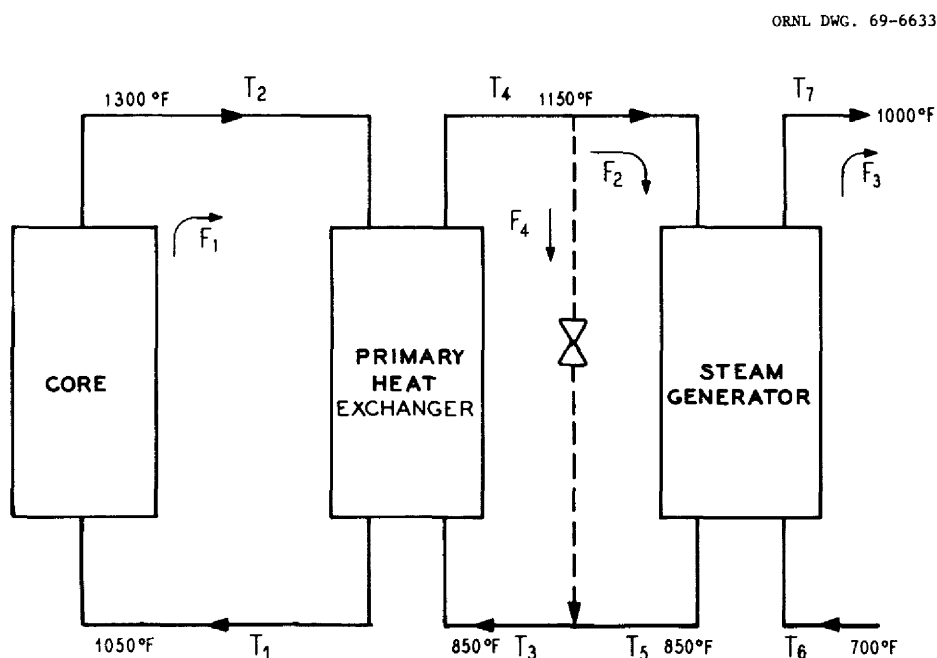 ORNL DWG. 69-6633
1300 °F
T2
T4
1150°F
T7
1000°F
F1
F4
F2
F3
CORE
PRIMARY
HEAT
EXCHANGER
STEAM
GENERATOR
1050°F
T1
850°F
T3
T5
850°F
T6
700°F